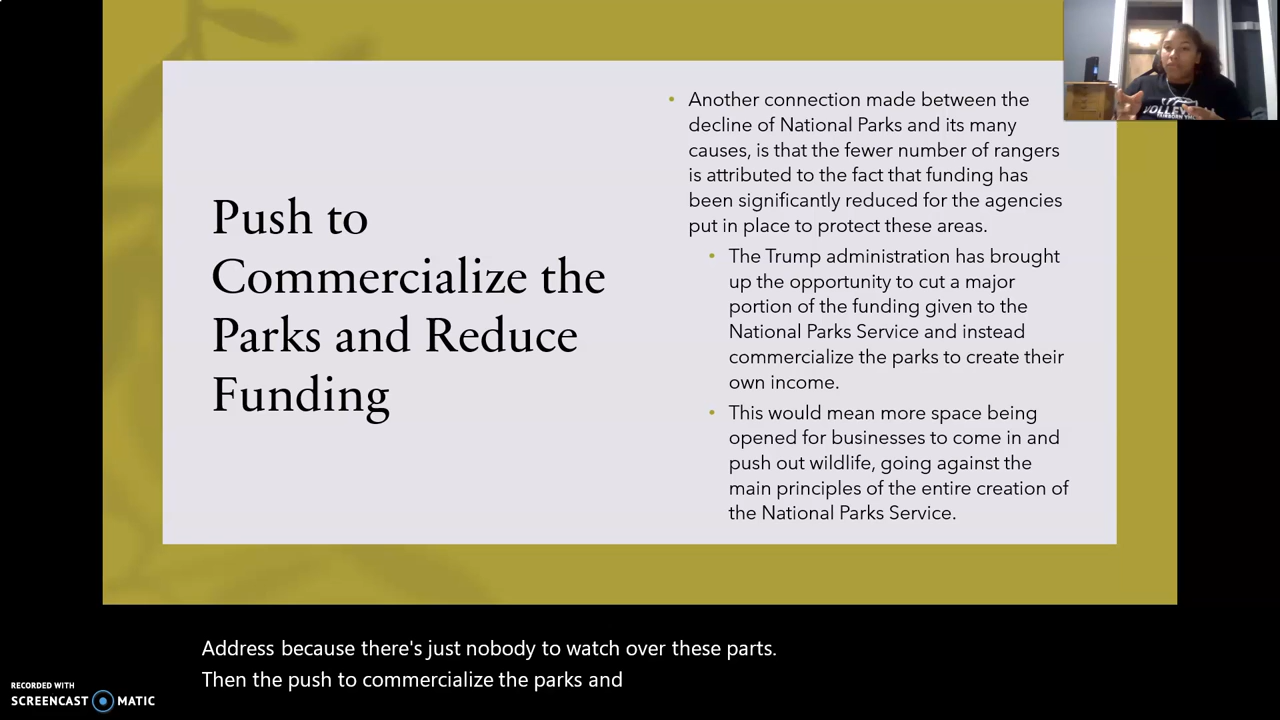 Push to
Commercialize the
Parks and Reduce
Funding
• Another connection made between the
decline of National Parks and its many
causes, is that the fewer number of rangers
is attributed to the fact that funding has
been significantly reduced for the agencies
put in place to protect these areas.
• The Trump administration has brought
up the opportunity to cut a major
portion of the funding given to the
National Parks Service and instead
commercialize the parks to create their
own income.
• This would mean more space being
opened for businesses to come in and
push out wildlife, going against the
main principles of the entire creation of
the National Parks Service.
Address because there's just nobody to watch over these parts.
Then the push to commercialize the parks and
RECORDED WITH
SCREENCAST MATIC